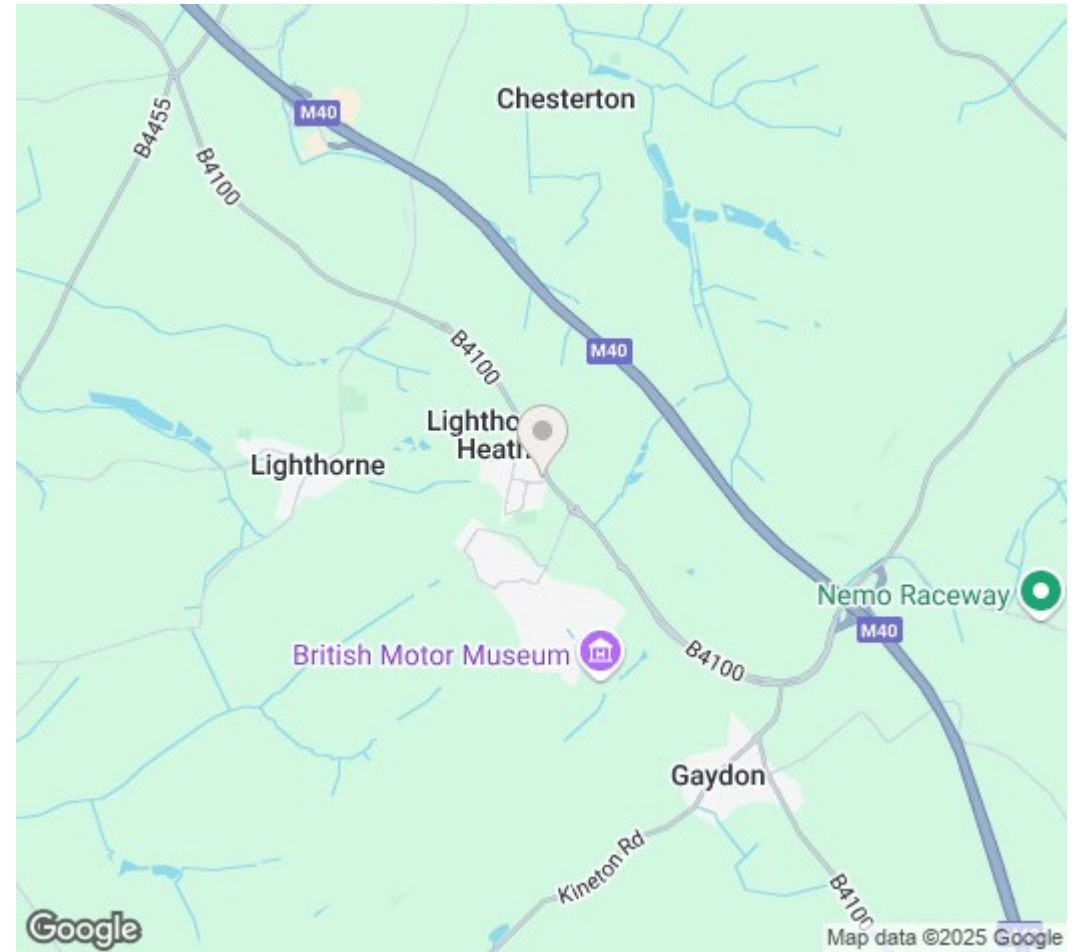 Chesterton
M40
B4455
B4100
M40
B4100
Heath
Lighthorne
Nemo Raceway
M40
British Motor Museum
B4100
Gaydon
Kineton Rd
B4100
Google
Map data ©2025 Google